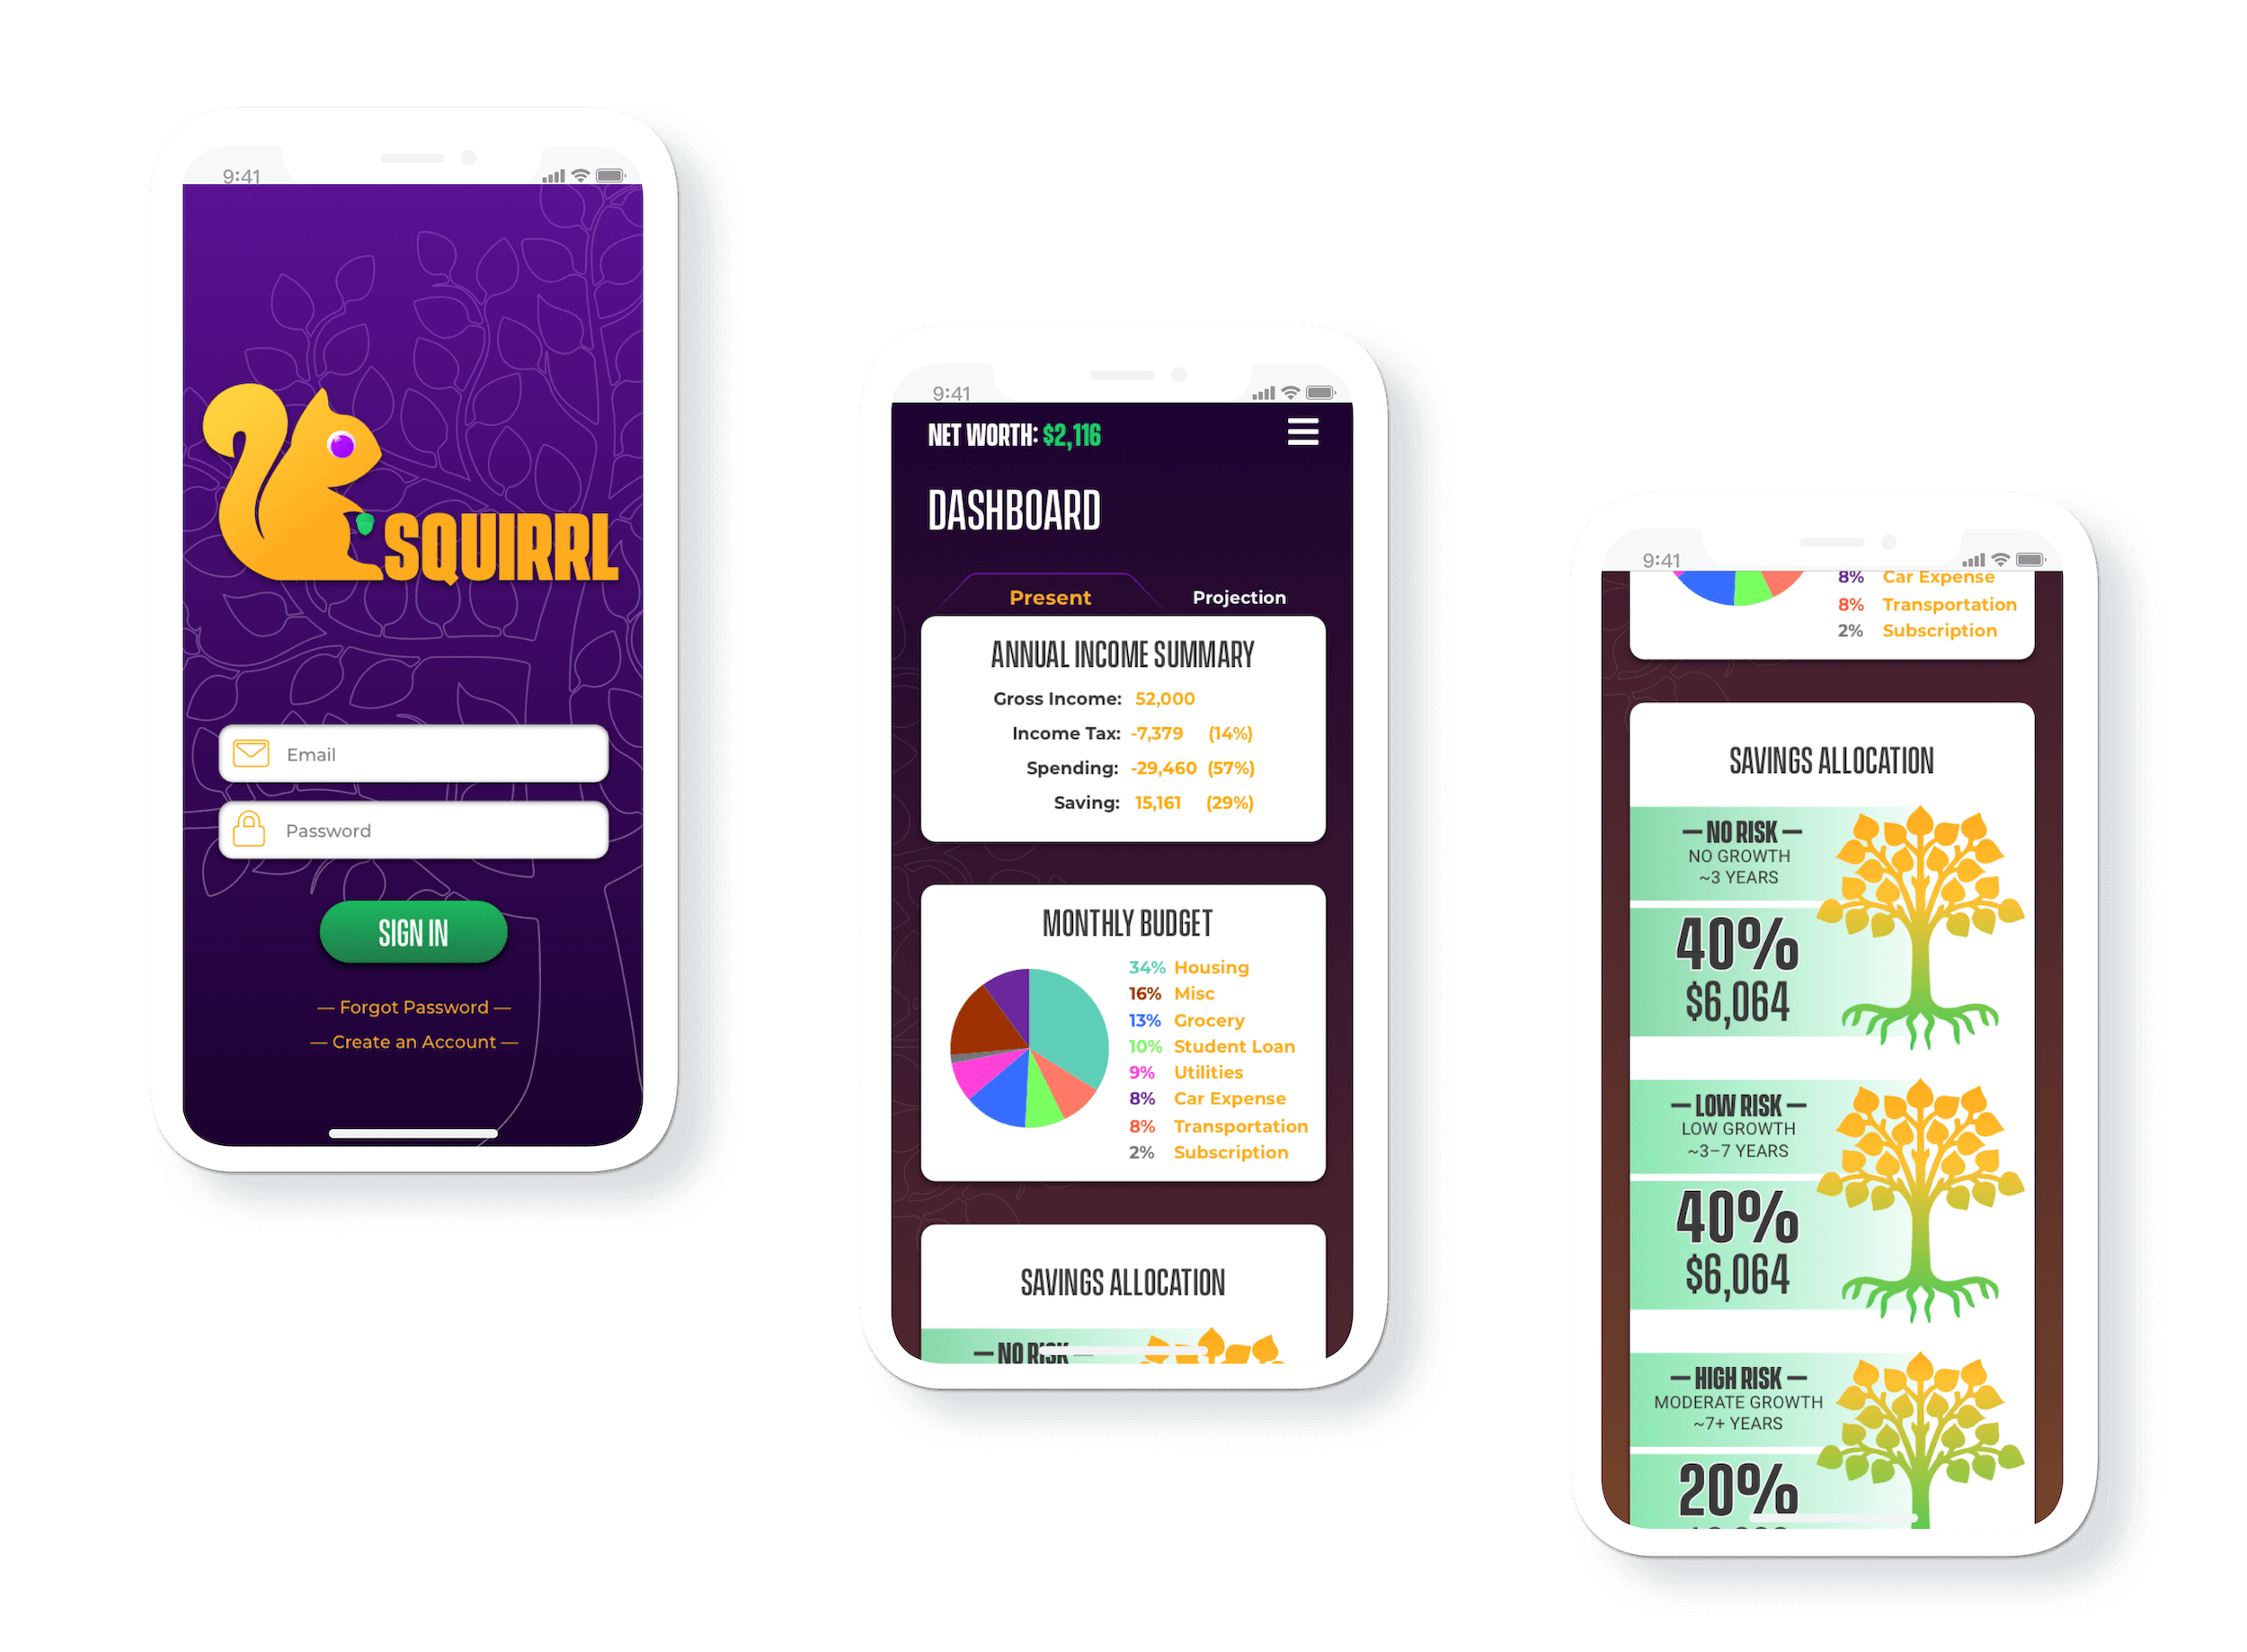 9:41
SQUIRRL
Email
Password
SIGN IN
— Forgot Password —
— Create an Account —
9:41
NET WORTH: $2,116
DASHBOARD
Present Projection
ANNUAL INCOME SUMMARY
Gross Income: 52,000
Income Tax: -7,379 (14%)
Spending: -29,460 (57%)
Saving: 15,161 (29%)
MONTHLY BUDGET
34% Housing
16% Misc
13% Grocery
10% Student Loan
9% Utilities
8% Car Expense
8% Transportation
2% Subscription
SAVINGS ALLOCATION
— NO RISK —
9:41
8% Car Expense
8% Transportation
2% Subscription
SAVINGS ALLOCATION
— NO RISK —
NO GROWTH
~3 YEARS
40%
$6,064
— LOW RISK —
LOW GROWTH
~3–7 YEARS
40%
$6,064
— HIGH RISK —
MODERATE GROWTH
~7+ YEARS
20%